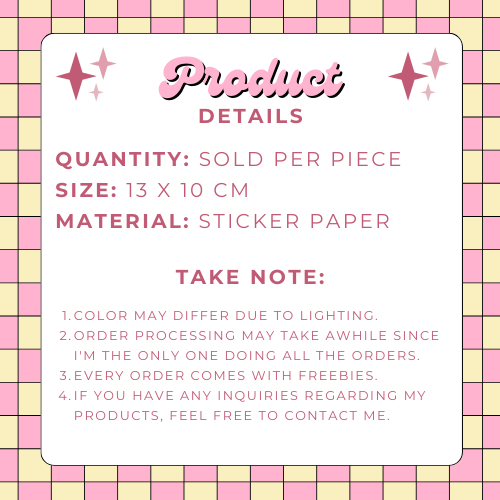 Product
DETAILS
QUANTITY: SOLD PER PIECE
SIZE: 13 X 10 CM
MATERIAL: STICKER PAPER
TAKE NOTE:
1. COLOR MAY DIFFER DUE TO LIGHTING.
2. ORDER PROCESSING MAY TAKE AWHILE SINCE
I'M THE ONLY ONE DOING ALL THE ORDERS.
3. EVERY ORDER COMES WITH FREEBIES.
4. IF YOU HAVE ANY INQUIRIES REGARDING MY
PRODUCTS, FEEL FREE TO CONTACT ME.